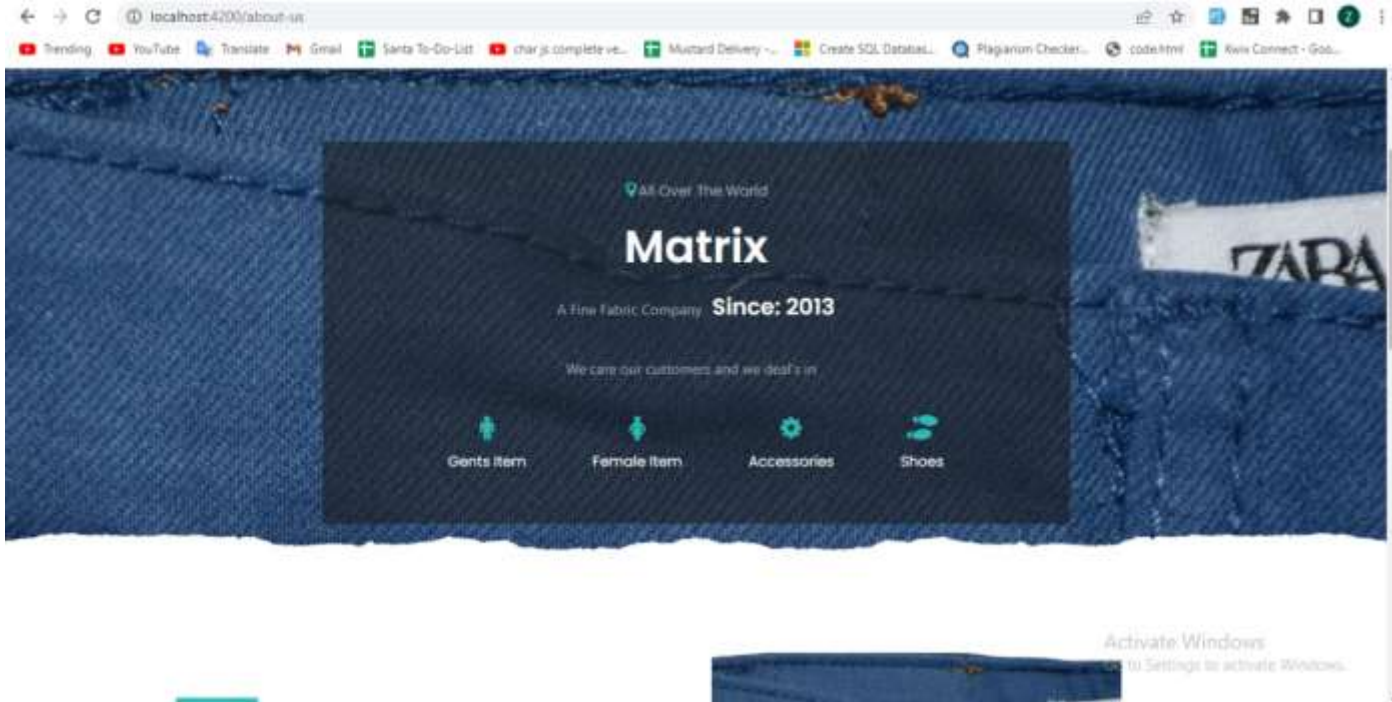 localhost:4200/about-us
Trending YouTube Translate Gmail Santa To-Do-List char js complete ve... Mustard Delivery -... Create SQL Databas... Plagiarism Checker... code.html Kwix Connect - Goo...
All Over The World
Matrix
ZARA
A Fine Fabric Company Since: 2013
We care our customers and we deal's in
Gents Item Female Item Accessories Shoes
Activate Windows
Go to Settings to activate Windows.